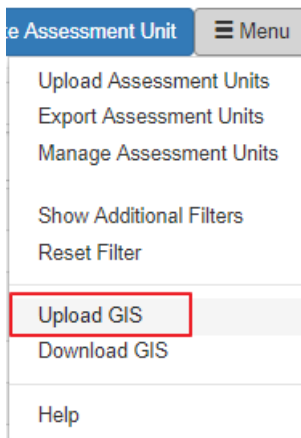 Assessment Unit ☰ Menu
Upload Assessment Units
Export Assessment Units
Manage Assessment Units
Show Additional Filters
Reset Filter
Upload GIS
Download GIS
Help